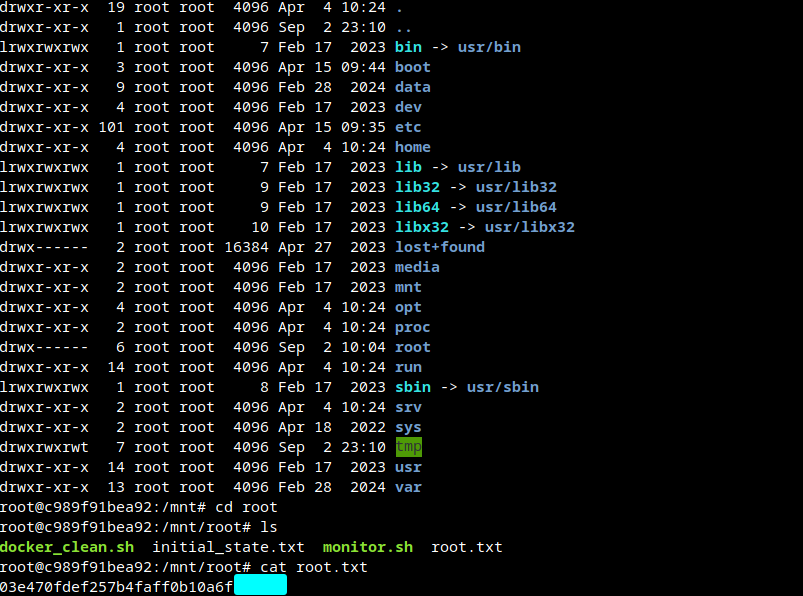 drwxr-xr-x  19 root root  4096 Apr  4 10:24 .
drwxr-xr-x   1 root root  4096 Sep  2 23:10 ..
lrwxrwxrwx   1 root root     7 Feb 17  2023 bin -> usr/bin
drwxr-xr-x   3 root root  4096 Apr 15 09:44 boot
drwxr-xr-x   9 root root  4096 Feb 28  2024 data
drwxr-xr-x   4 root root  4096 Feb 17  2023 dev
drwxr-xr-x 101 root root  4096 Apr 15 09:35 etc
drwxr-xr-x   4 root root  4096 Apr  4 10:24 home
lrwxrwxrwx   1 root root     7 Feb 17  2023 lib -> usr/lib
lrwxrwxrwx   1 root root     9 Feb 17  2023 lib32 -> usr/lib32
lrwxrwxrwx   1 root root     9 Feb 17  2023 lib64 -> usr/lib64
lrwxrwxrwx   1 root root    10 Feb 17  2023 libx32 -> usr/libx32
drwx------   2 root root 16384 Apr 27  2023 lost+found
drwxr-xr-x   2 root root  4096 Feb 17  2023 media
drwxr-xr-x   2 root root  4096 Feb 17  2023 mnt
drwxr-xr-x   4 root root  4096 Apr  4 10:24 opt
drwxr-xr-x   2 root root  4096 Apr  4 10:24 proc
drwx------   6 root root  4096 Sep  2 10:04 root
drwxr-xr-x  14 root root  4096 Apr  4 10:24 run
lrwxrwxrwx   1 root root     8 Feb 17  2023 sbin -> usr/sbin
drwxr-xr-x   2 root root  4096 Apr  4 10:24 srv
drwxr-xr-x   2 root root  4096 Apr 18  2022 sys
drwxrwxrwt   7 root root  4096 Sep  2 23:10 tmp
drwxr-xr-x  14 root root  4096 Feb 17  2023 usr
drwxr-xr-x  13 root root  4096 Feb 28  2024 var
root@c989f91bea92:/mnt# cd root
root@c989f91bea92:/mnt/root# ls
docker_clean.sh  initial_state.txt  monitor.sh  root.txt
root@c989f91bea92:/mnt/root# cat root.txt
03e470fdef257b4faff0b10a6f